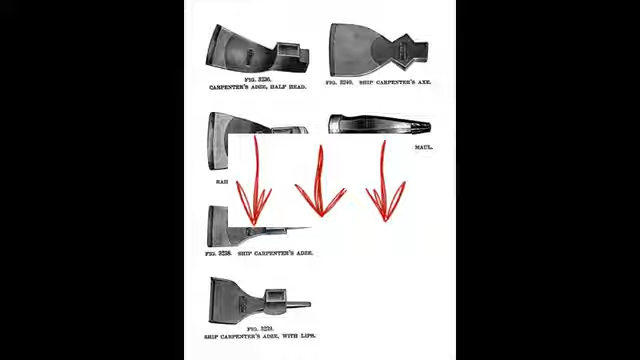 FIG. 3236.
CARPENTER'S ADZE, HALF HEAD.
FIG. 3240. SHIP CARPENTER'S AXE.
MAUL.
RAI
FIG. 3238. SHIP CARPENTER'S ADZE.
FIG. 3239.
SHIP CARPENTER'S ADZE, WITH LIPS.